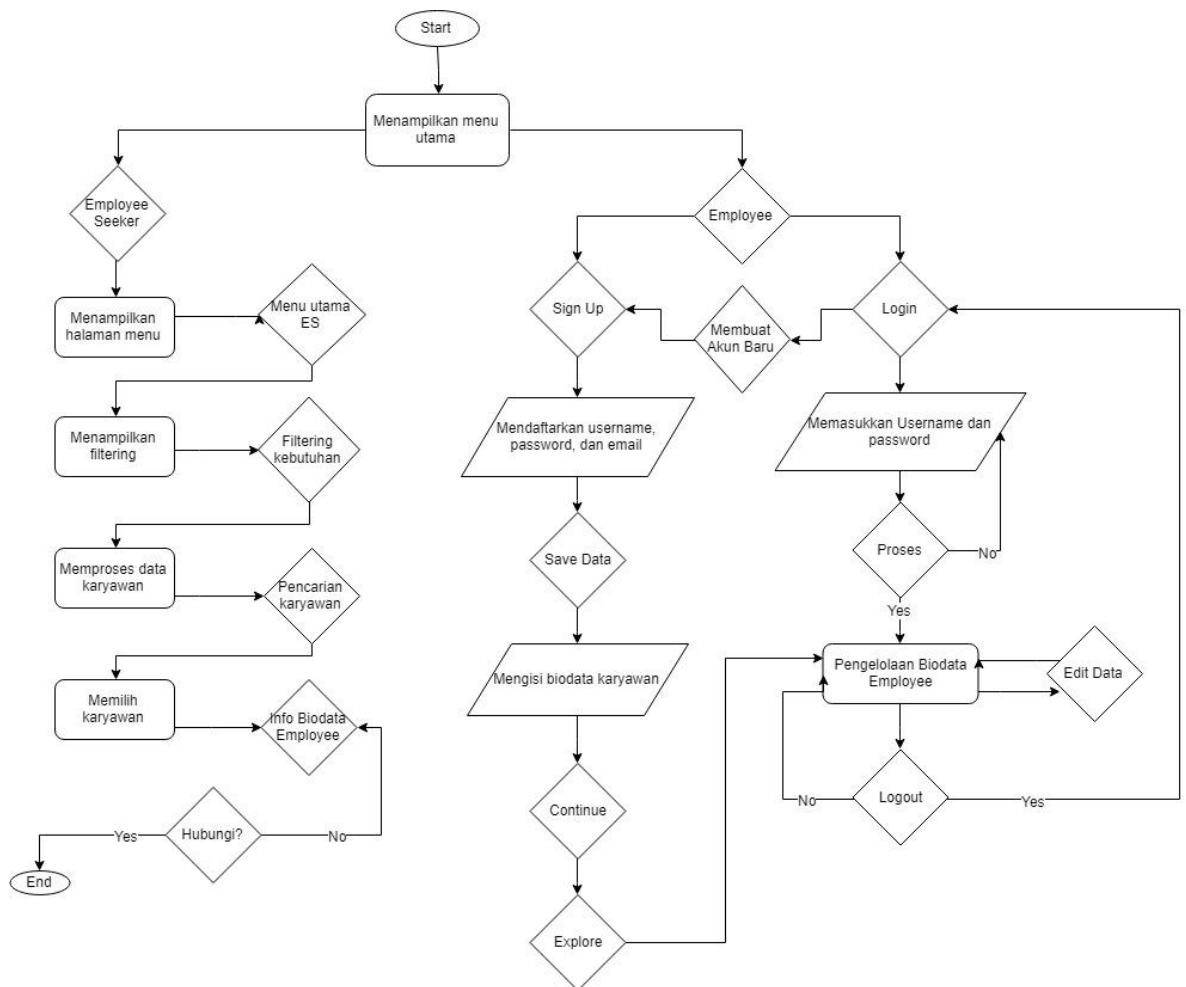 Start
Menampilkan menu
utama
Employee
Seeker
Menampilkan
halaman menu
Menu utama
ES
Menampilkan
filtering
Filtering
kebutuhan
Memproses data
karyawan
Pencarian
karyawan
Memilih
karyawan
Info Biodata
Employee
Hubungi?
Yes
No
End
Employee
Sign Up
Membuat
Akun Baru
Login
Mendaftarkan username,
password, dan email
Save Data
Mengisi biodata karyawan
Continue
Explore
Memasukkan Username dan
password
Proses
No
Yes
Pengelolaan Biodata
Employee
Edit Data
Logout
No
Yes